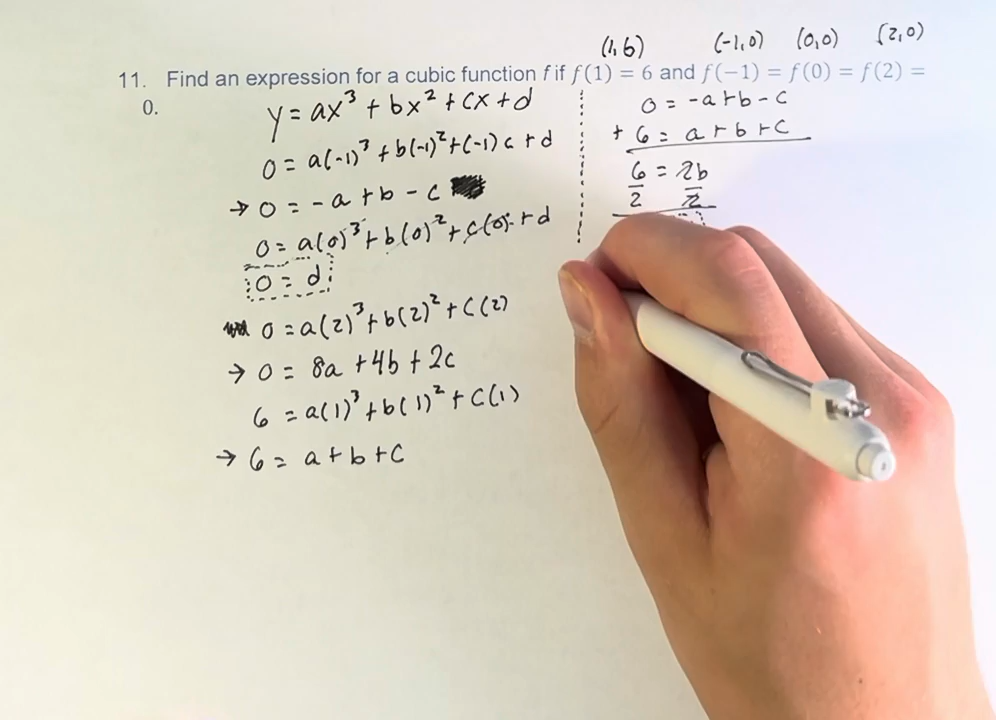 (1,6) (-1,0) (0,0) (2,0)
11. Find an expression for a cubic function f if f(1) = 6 and f(−1) = f(0) = f(2) =
0.
y = ax³ + bx² + cx + d
0 = a(-1)³ + b(-1)² + (-1)c + d
→ 0 = -a + b - c
0 = a(0)³ + b(0)² + c(0) + d
0 = d
0 = a(2)³ + b(2)² + c(2)
→ 0 = 8a + 4b + 2c
6 = a(1)³ + b(1)² + c(1)
→ 6 = a + b + c
0 = -a + b - c
+ 6 = a + b + c
6 = 2b
2 2